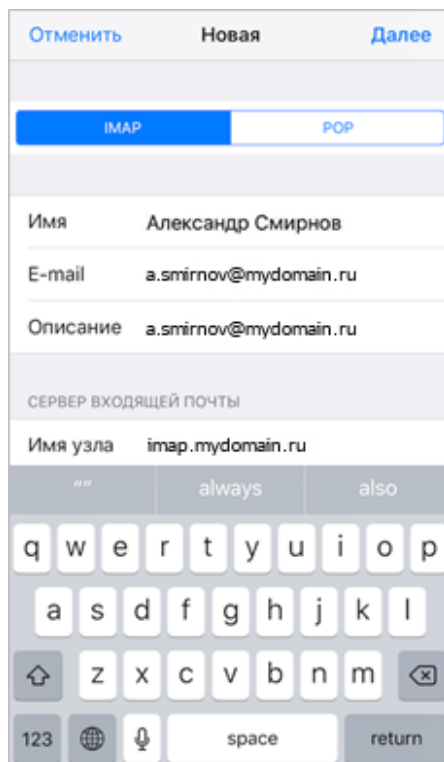 Отменить Новая Далее
IMAP POP
Имя Александр Смирнов
E-mail a.smirnov@mydomain.ru
Описание a.smirnov@mydomain.ru
СЕРВЕР ВХОДЯЩЕЙ ПОЧТЫ
Имя узла imap.mydomain.ru
"" always also
q w e r t y u i o p
a s d f g h j k l
z x c v b n m
123 space return